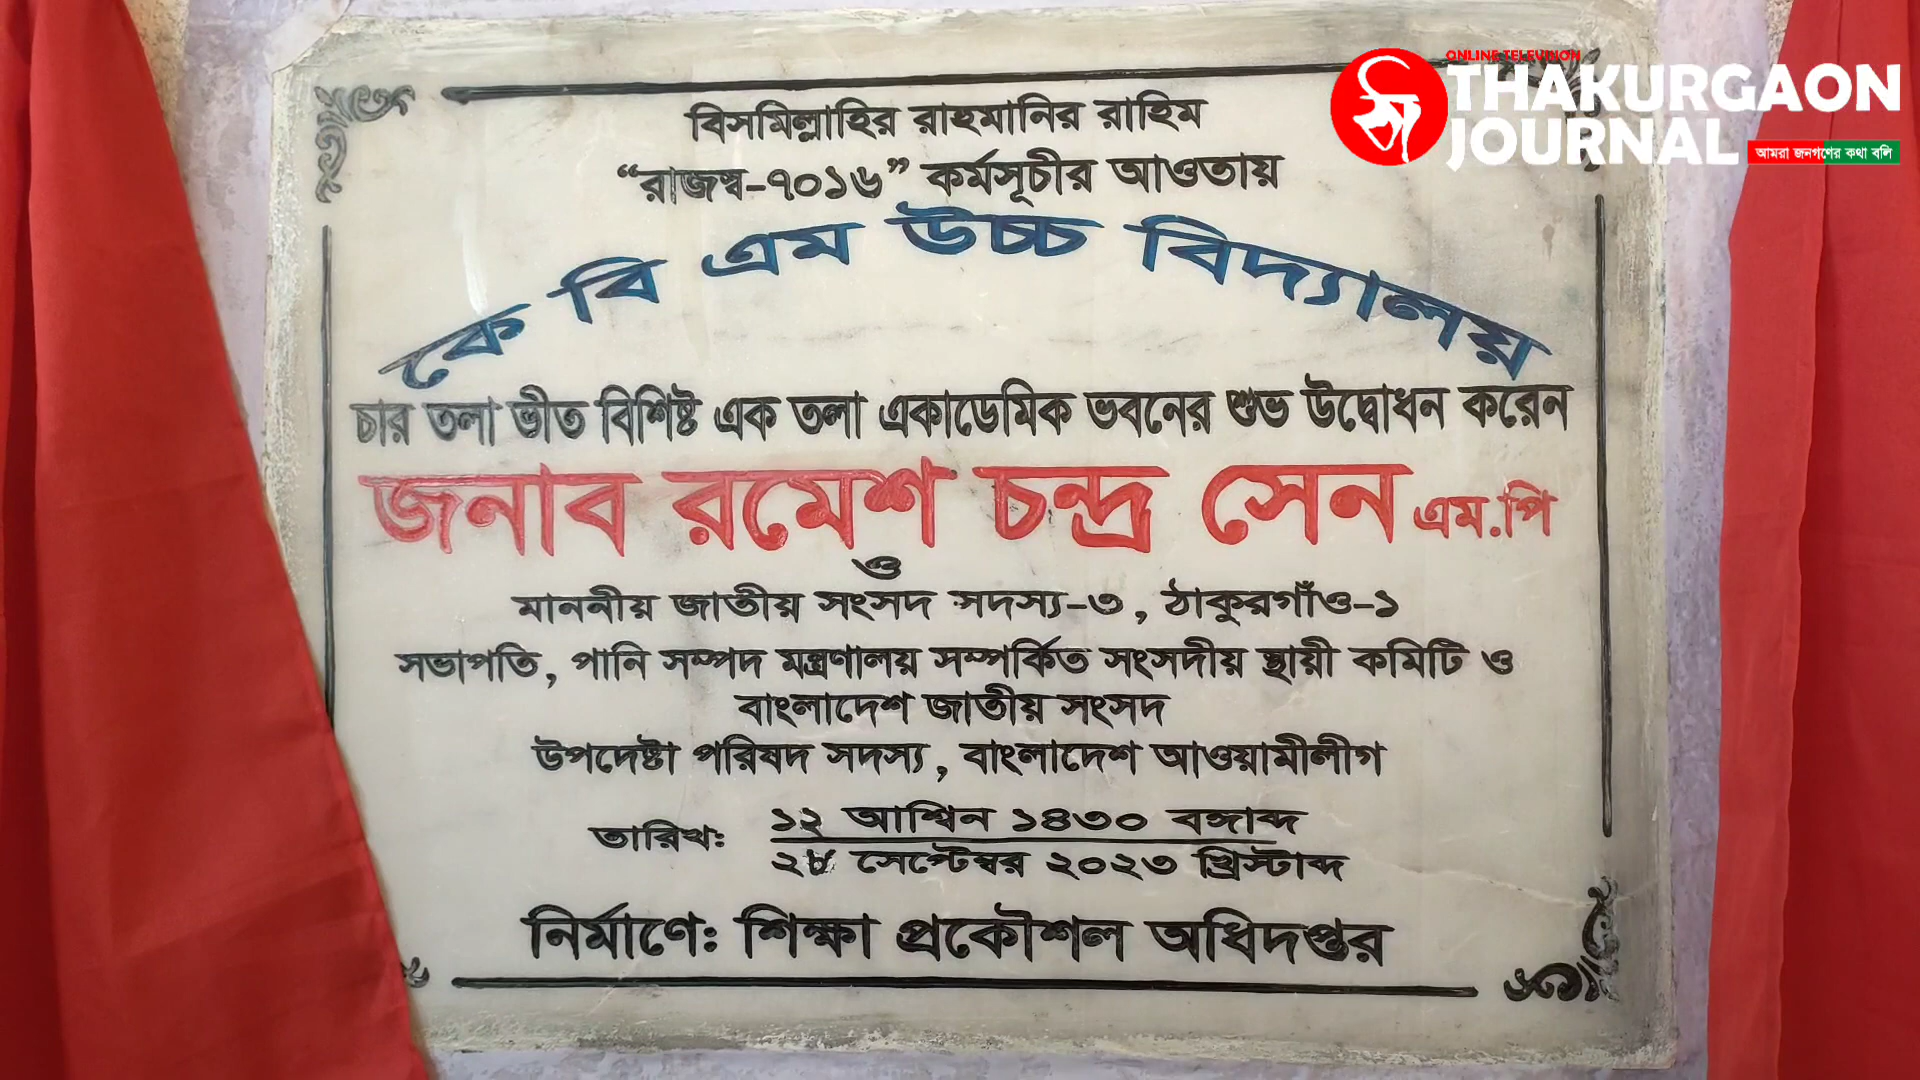 ONLINE TELEVISION
THAKURGAON
JOURNAL
আমরা জনগণের কথা বলি
বিসমিল্লাহির রাহমানির রাহিম
“রাজস্ব-৭০১৬” কর্মসূচীর আওতায়
কে বি এম উচ্চ বিদ্যালয়
চার তলা ভীত বিশিষ্ট এক তলা একাডেমিক ভবনের শুভ উদ্বোধন করেন
জনাব রমেশ চন্দ্র সেন এম.পি
ও
মাননীয় জাতীয় সংসদ সদস্য-৩, ঠাকুরগাঁও-১
সভাপতি, পানি সম্পদ মন্ত্রণালয় সম্পর্কিত সংসদীয় স্থায়ী কমিটি ও
বাংলাদেশ জাতীয় সংসদ
উপদেষ্টা পরিষদ সদস্য, বাংলাদেশ আওয়ামীলীগ
তারিখ: ১২ আশ্বিন ১৪৩০ বঙ্গাব্দ
২৮ সেপ্টেম্বর ২০২৩ খ্রিস্টাব্দ
নির্মাণে: শিক্ষা প্রকৌশল অধিদপ্তর